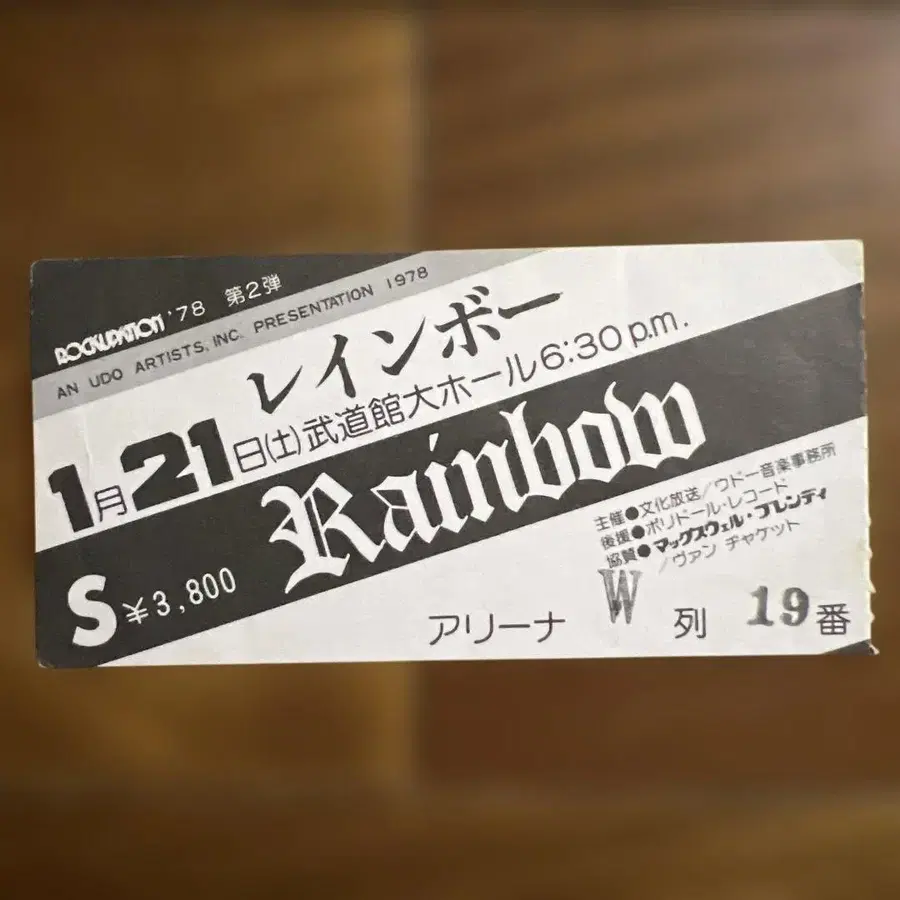 ROCKUPATION '78 第2弾
AN UDO ARTISTS, INC. PRESENTATION 1978
レインボー
1月21日(土)武道館大ホール6:30p.m.
Rainbow
S ¥3,800
主催●文化放送/ウドー音楽事務所
後援●ポリドール・レコード
協賛●マックスウェル・ブレンディ
/ヴァン ヂャケット
アリーナ W 列 19番